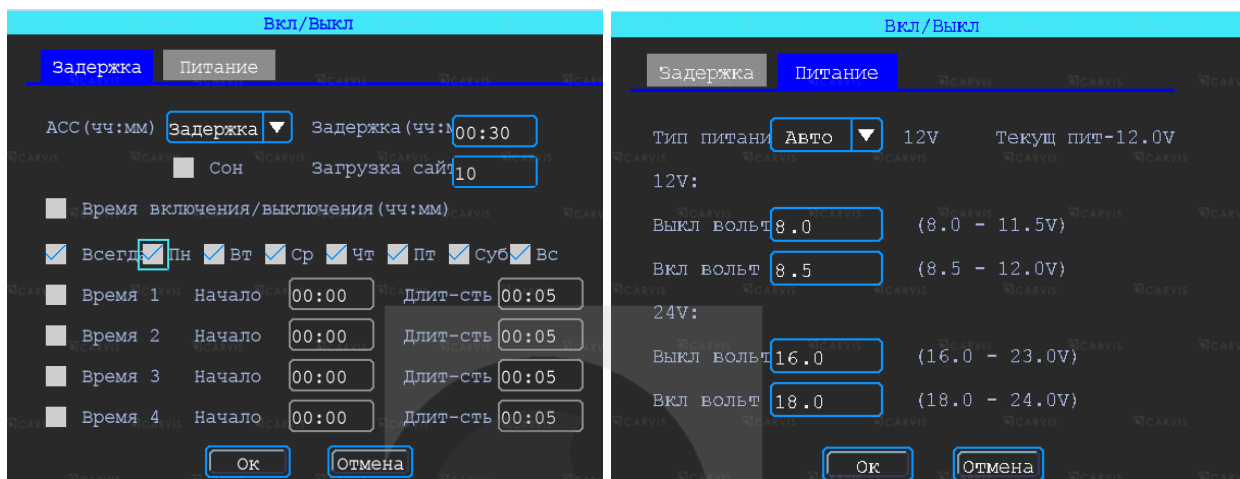 Вкл/Выкл
Задержка Питание
ACC(чч:мм) Задержка Задержка(чч:м 00:30
Сон Загрузка сайт 10
Время включения/выключения(чч:мм)
Всегда Пн Вт Ср Чт Пт Суб Вс
Время 1 Начало 00:00 Длит-сть 00:05
Время 2 Начало 00:00 Длит-сть 00:05
Время 3 Начало 00:00 Длит-сть 00:05
Время 4 Начало 00:00 Длит-сть 00:05
Ок Отмена
Вкл/Выкл
Задержка Питание
Тип питани Авто 12V Текущ пит-12.0V
12V:
Выкл вольт 8.0 (8.0 - 11.5V)
Вкл вольт 8.5 (8.5 - 12.0V)
24V:
Выкл вольт 16.0 (16.0 - 23.0V)
Вкл вольт 18.0 (18.0 - 24.0V)
Ок Отмена
CARVIS